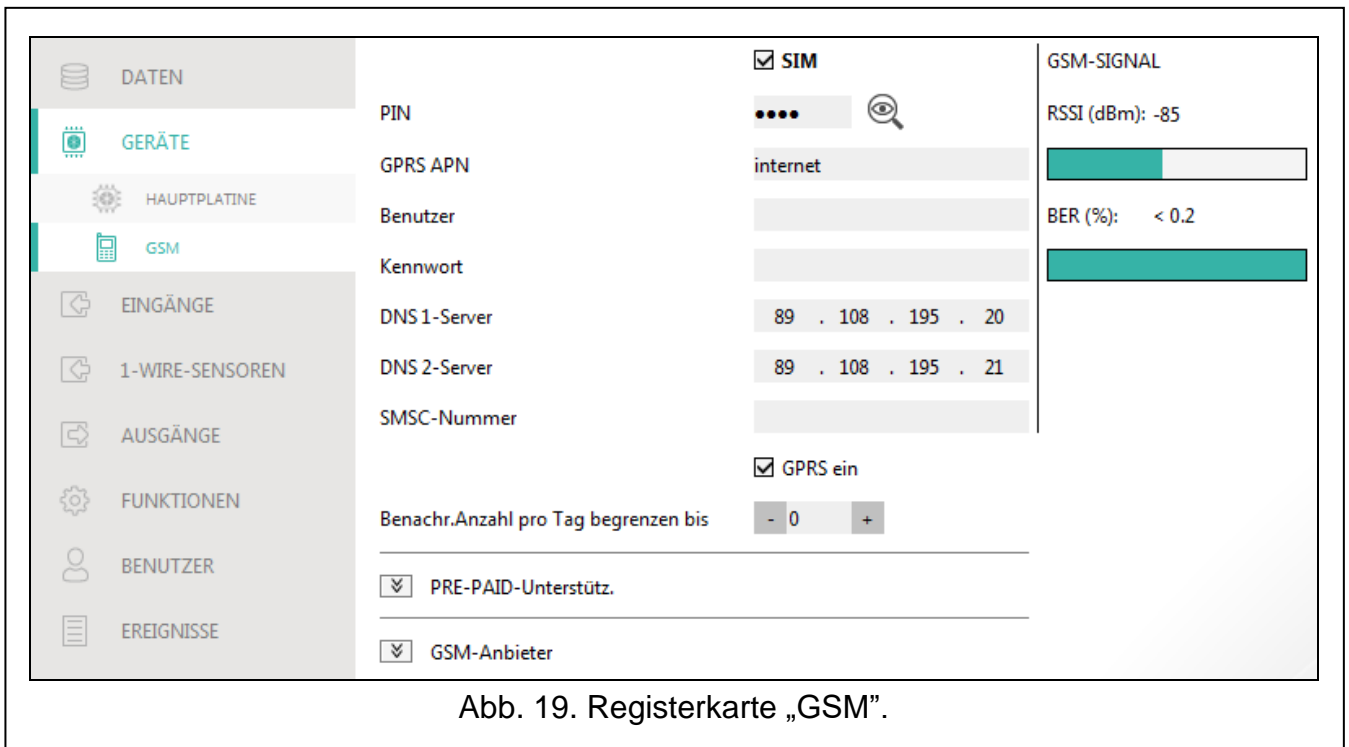 DATEN
GERÄTE
HAUPTPLATINE
GSM
EINGÄNGE
1-WIRE-SENSOREN
AUSGÄNGE
FUNKTIONEN
BENUTZER
EREIGNISSE
SIM
PIN ••••
GPRS APN internet
Benutzer
Kennwort
DNS 1-Server 89 . 108 . 195 . 20
DNS 2-Server 89 . 108 . 195 . 21
SMSC-Nummer
GPRS ein
Benachr.Anzahl pro Tag begrenzen bis - 0 +
PRE-PAID-Unterstütz.
GSM-Anbieter
GSM-SIGNAL
RSSI (dBm): -85
BER (%): < 0.2
Abb. 19. Registerkarte „GSM”.